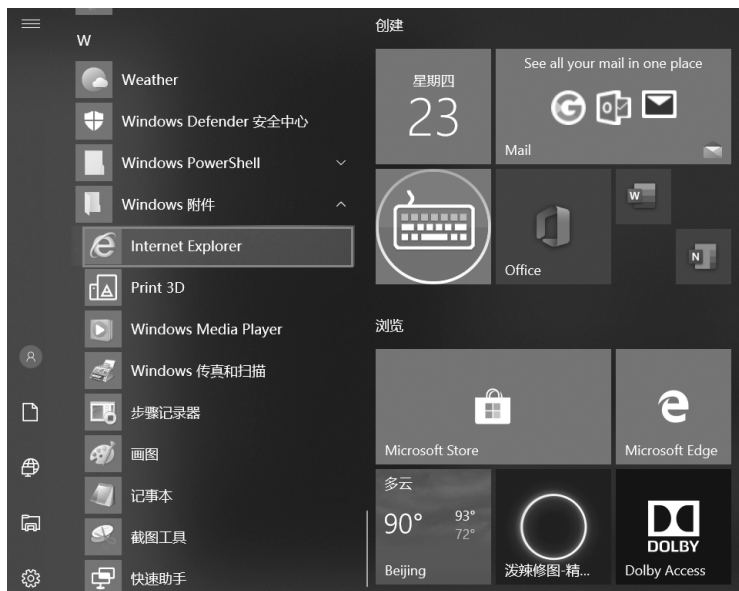 W
Weather
Windows Defender 安全中心
Windows PowerShell
Windows 附件
Internet Explorer
Print 3D
Windows Media Player
Windows 传真和扫描
步骤记录器
画图
记事本
截图工具
快速助手
创建
星期四
23
See all your mail in one place
Mail
Office
浏览
Microsoft Store
Microsoft Edge
多云
90°
93°
72°
Beijing
泼辣修图-精...
DOLBY
Dolby Access